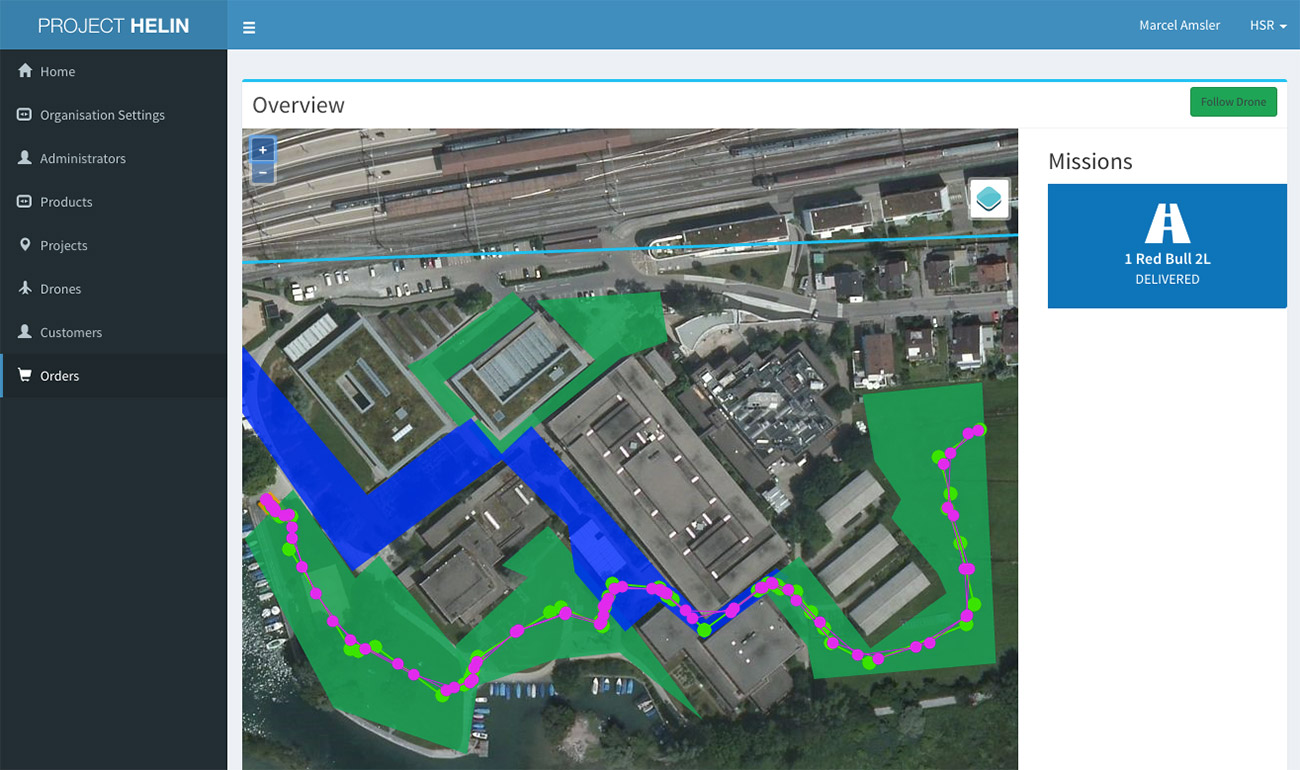 PROJECT HELIN
Marcel Amsler
HSR
Home
Organisation Settings
Administrators
Products
Projects
Drones
Customers
Orders
Overview
Follow Drone
+
−
Missions
1 Red Bull 2L
DELIVERED